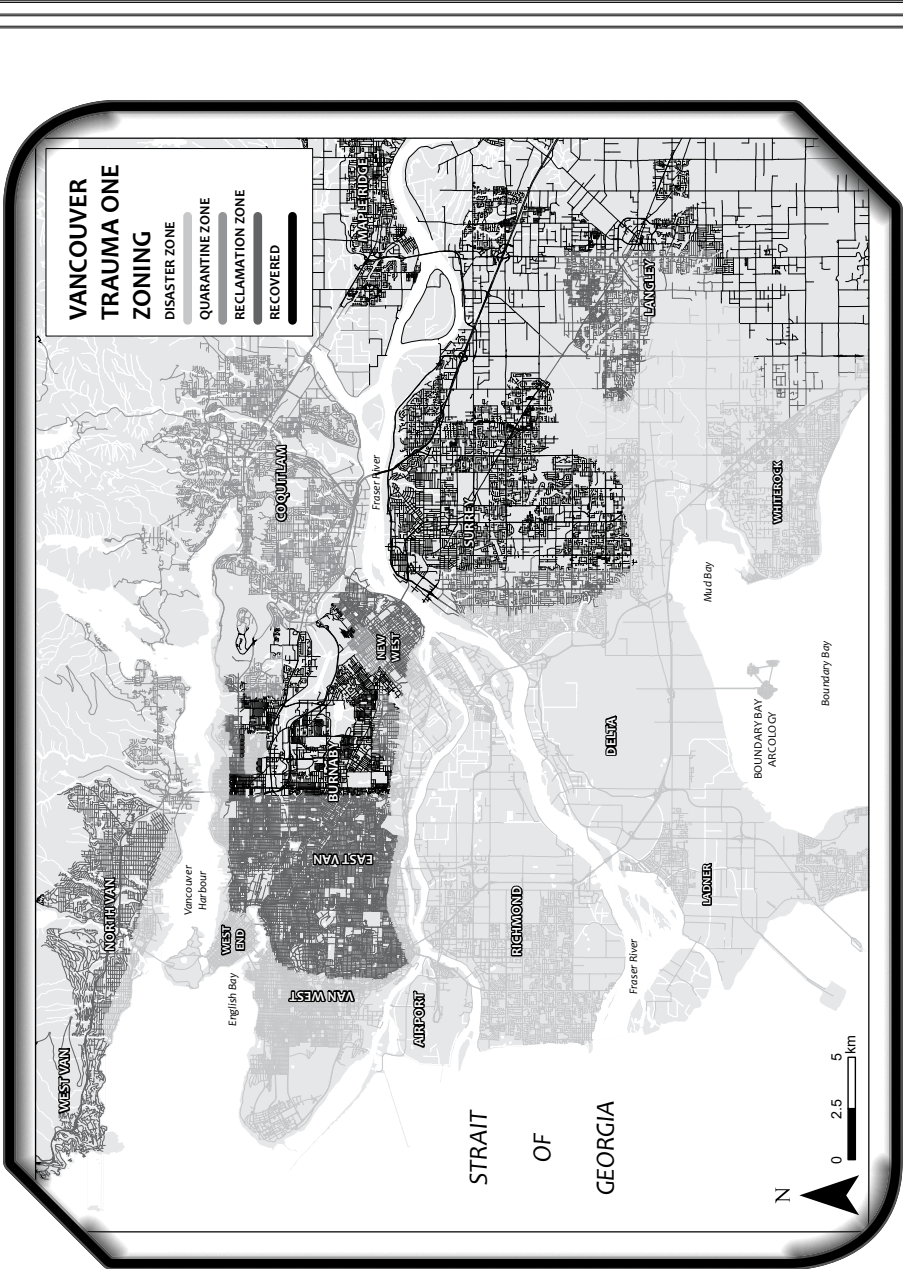 VANCOUVER
TRAUMA ONE
ZONING
DISASTER ZONE
QUARANTINE ZONE
RECLAMATION ZONE
RECOVERED
WEST VAN
NORTH VAN
Vancouver
Harbour
COQUITLAM
MAPLE RIDGE
WEST
END
English Bay
VAN WEST
EAST VAN
BURNABY
NEW
WEST
Fraser River
SURREY
LANGLEY
AIRPORT
RICHMOND
DELTA
Fraser River
LADNER
Mud Bay
WHITEROCK
BOUNDARY BAY
ARCOLOGY
Boundary Bay
STRAIT
OF
GEORGIA
N
0 2.5 5
km